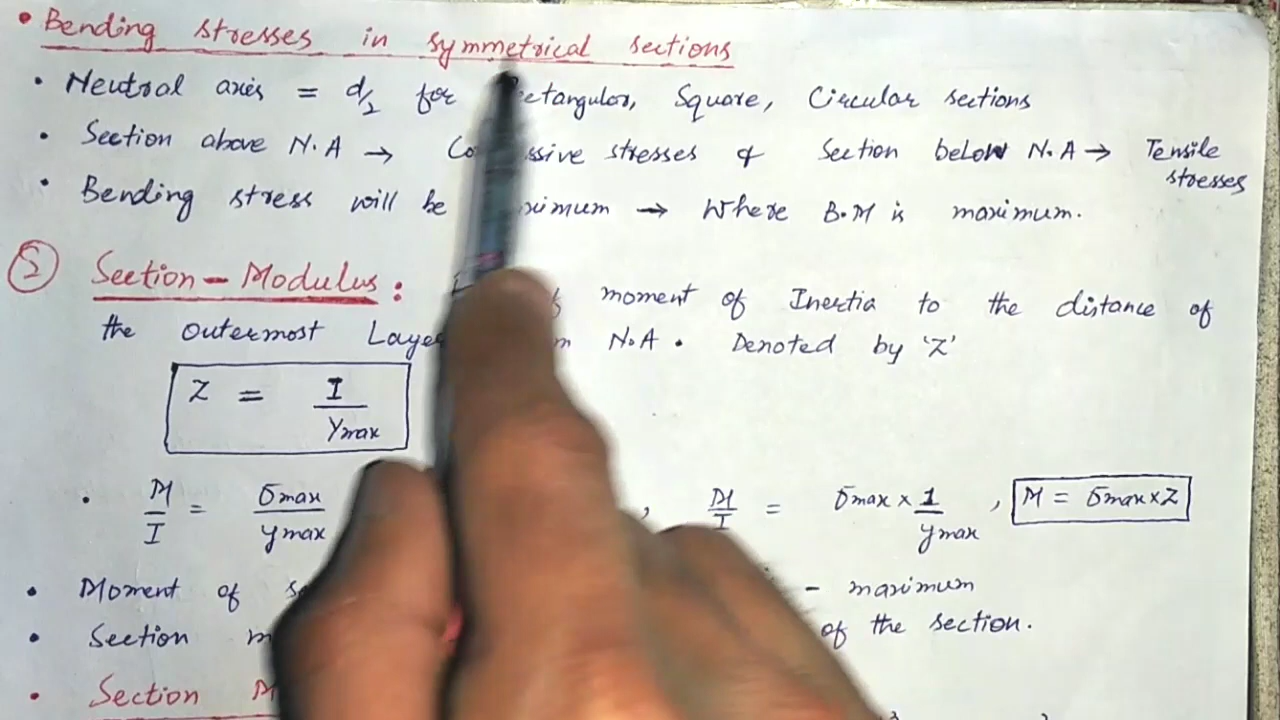 • Bending stresses in symmetrical sections
• Neutral axis = d/2 for Rectangular, Square, Circular sections
• Section above N.A → Compressive stresses & Section below N.A → Tensile stresses
• Bending stress will be maximum → Where B.M is maximum.
② Section - Modulus : moment of Inertia to the distance of
the outermost Layer N.A. Denoted by 'Z'
Z = I / Ymax
• M/I = σmax/ymax , M/I = σmax × 1/ymax , M = σmax × Z
• Moment of - maximum
• Section of the section.
• Section